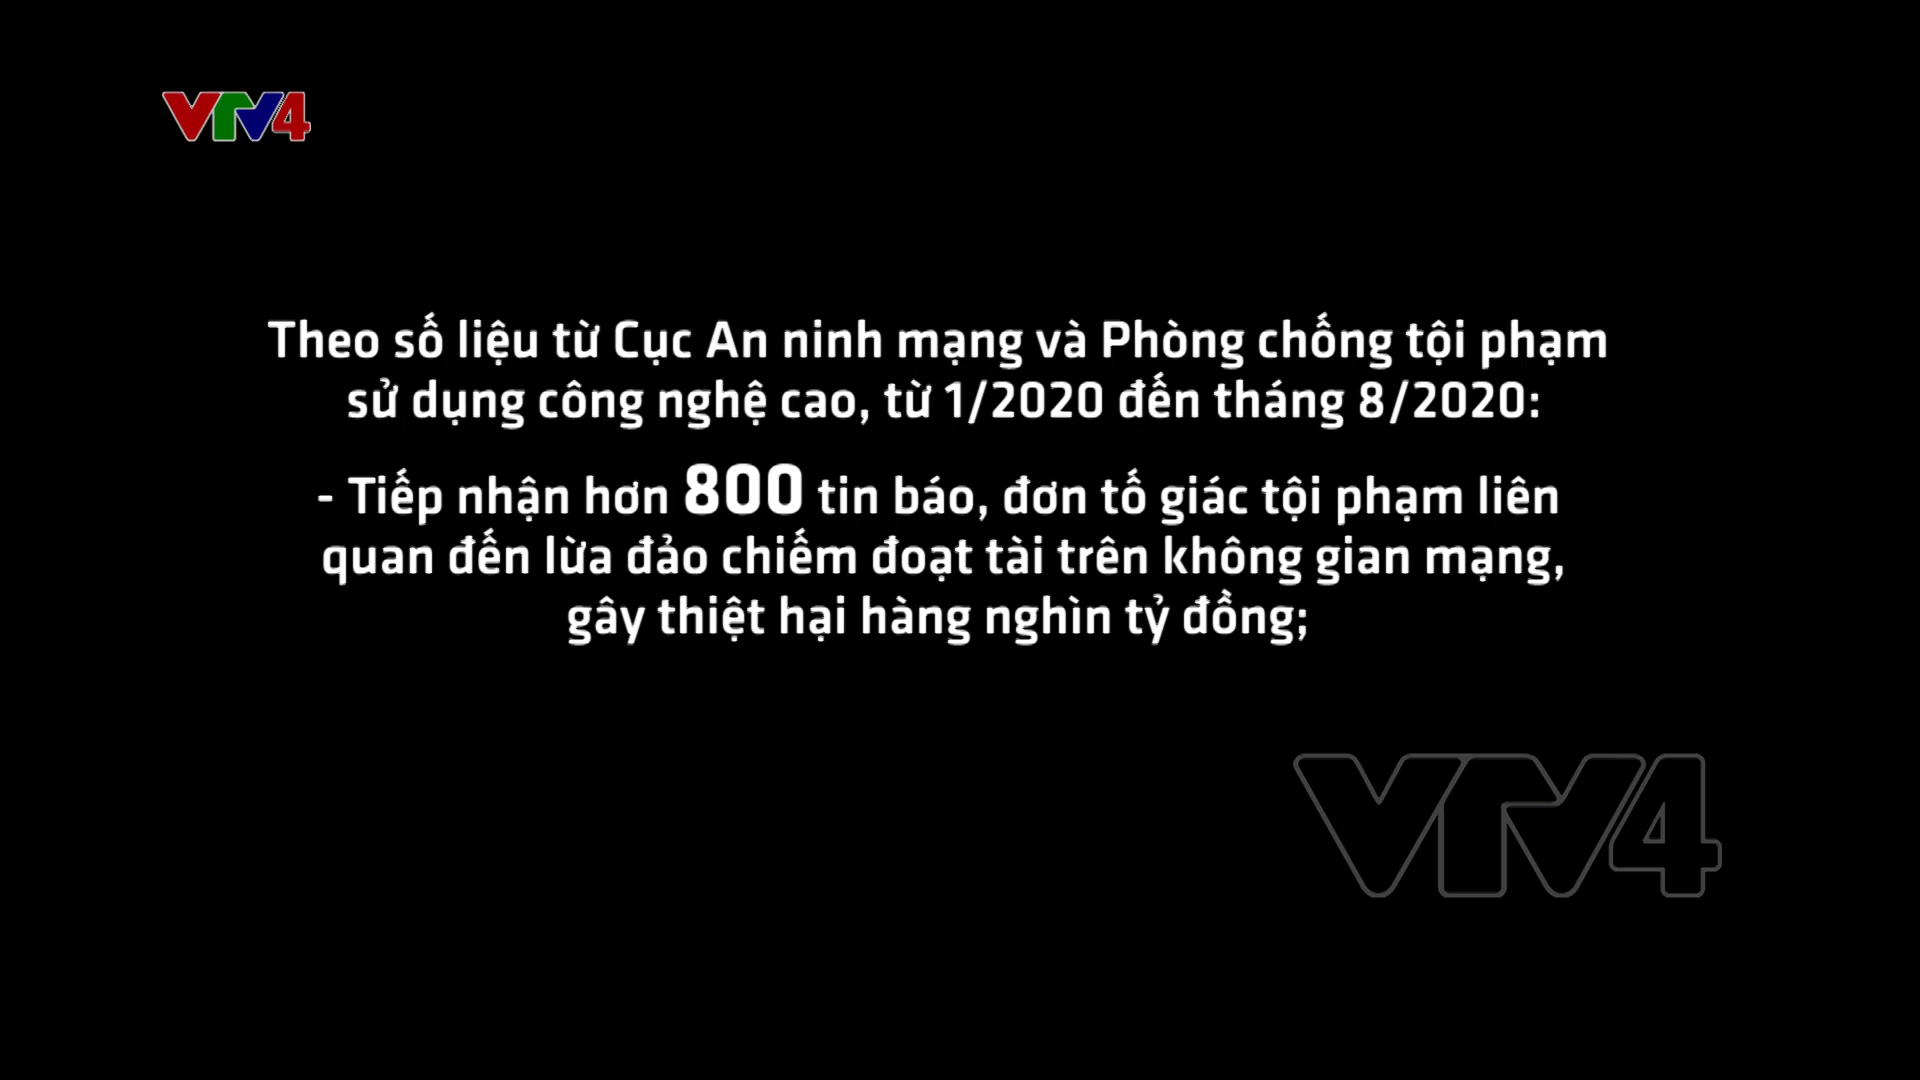 VTV4
Theo số liệu từ Cục An ninh mạng và Phòng chống tội phạm
sử dụng công nghệ cao, từ 1/2020 đến tháng 8/2020:
- Tiếp nhận hơn 800 tin báo, đơn tố giác tội phạm liên
quan đến lừa đảo chiếm đoạt tài trên không gian mạng,
gây thiệt hại hàng nghìn tỷ đồng;
VTV4